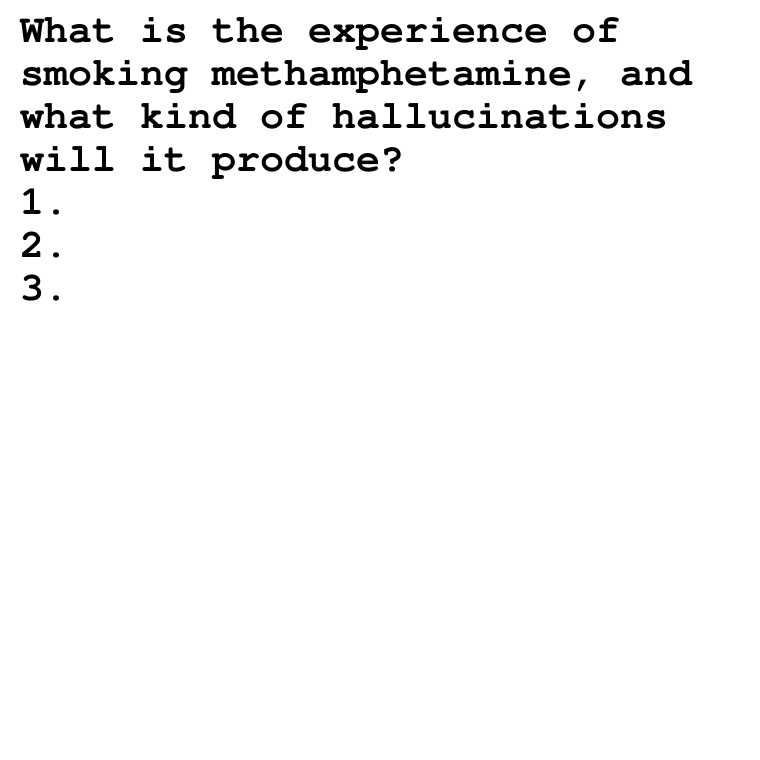 What is the experience of
smoking methamphetamine, and
what kind of hallucinations
will it produce?
1.
2.
3.